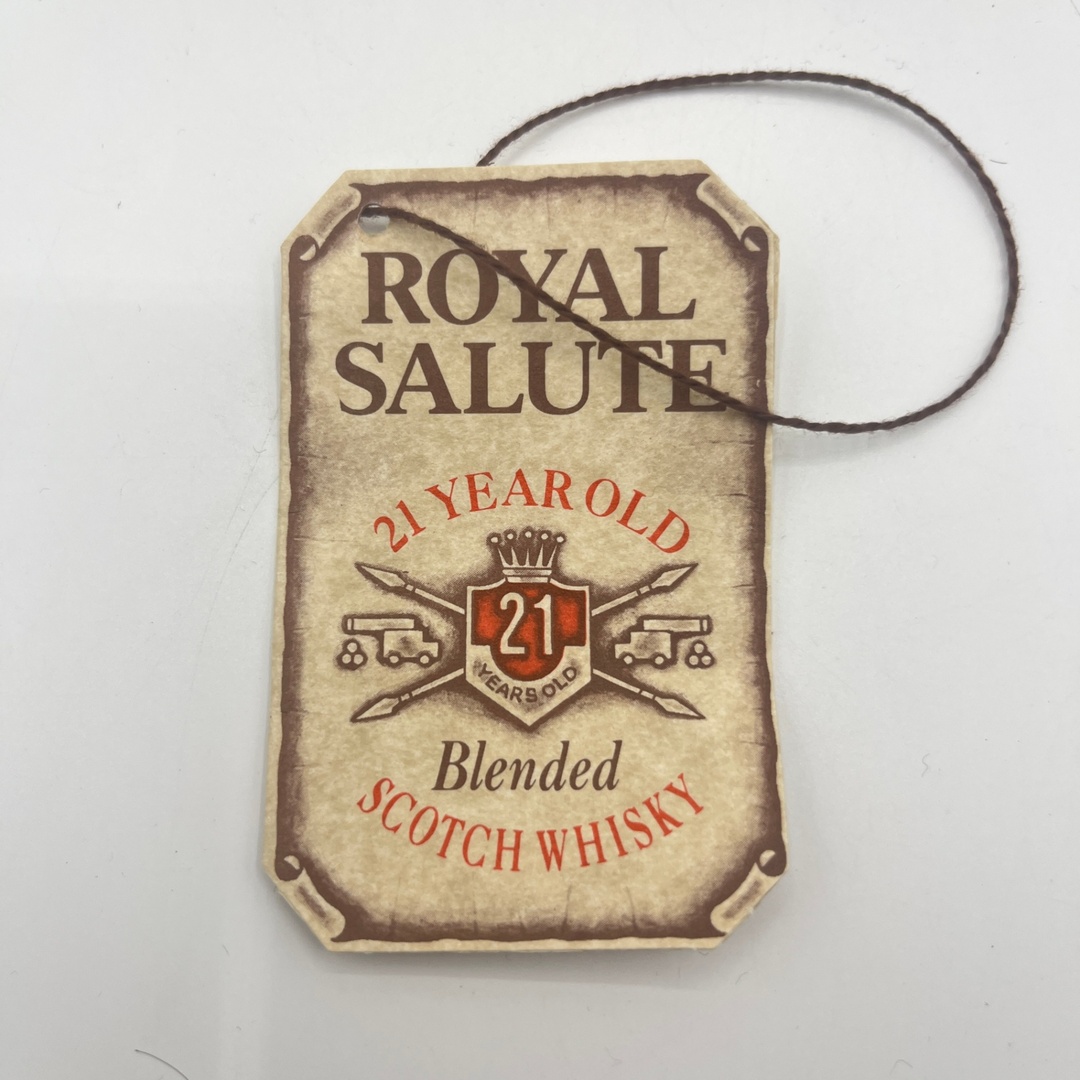 ROYAL
SALUTE
21 YEAR OLD
21
YEARS OLD
Blended
SCOTCH WHISKY